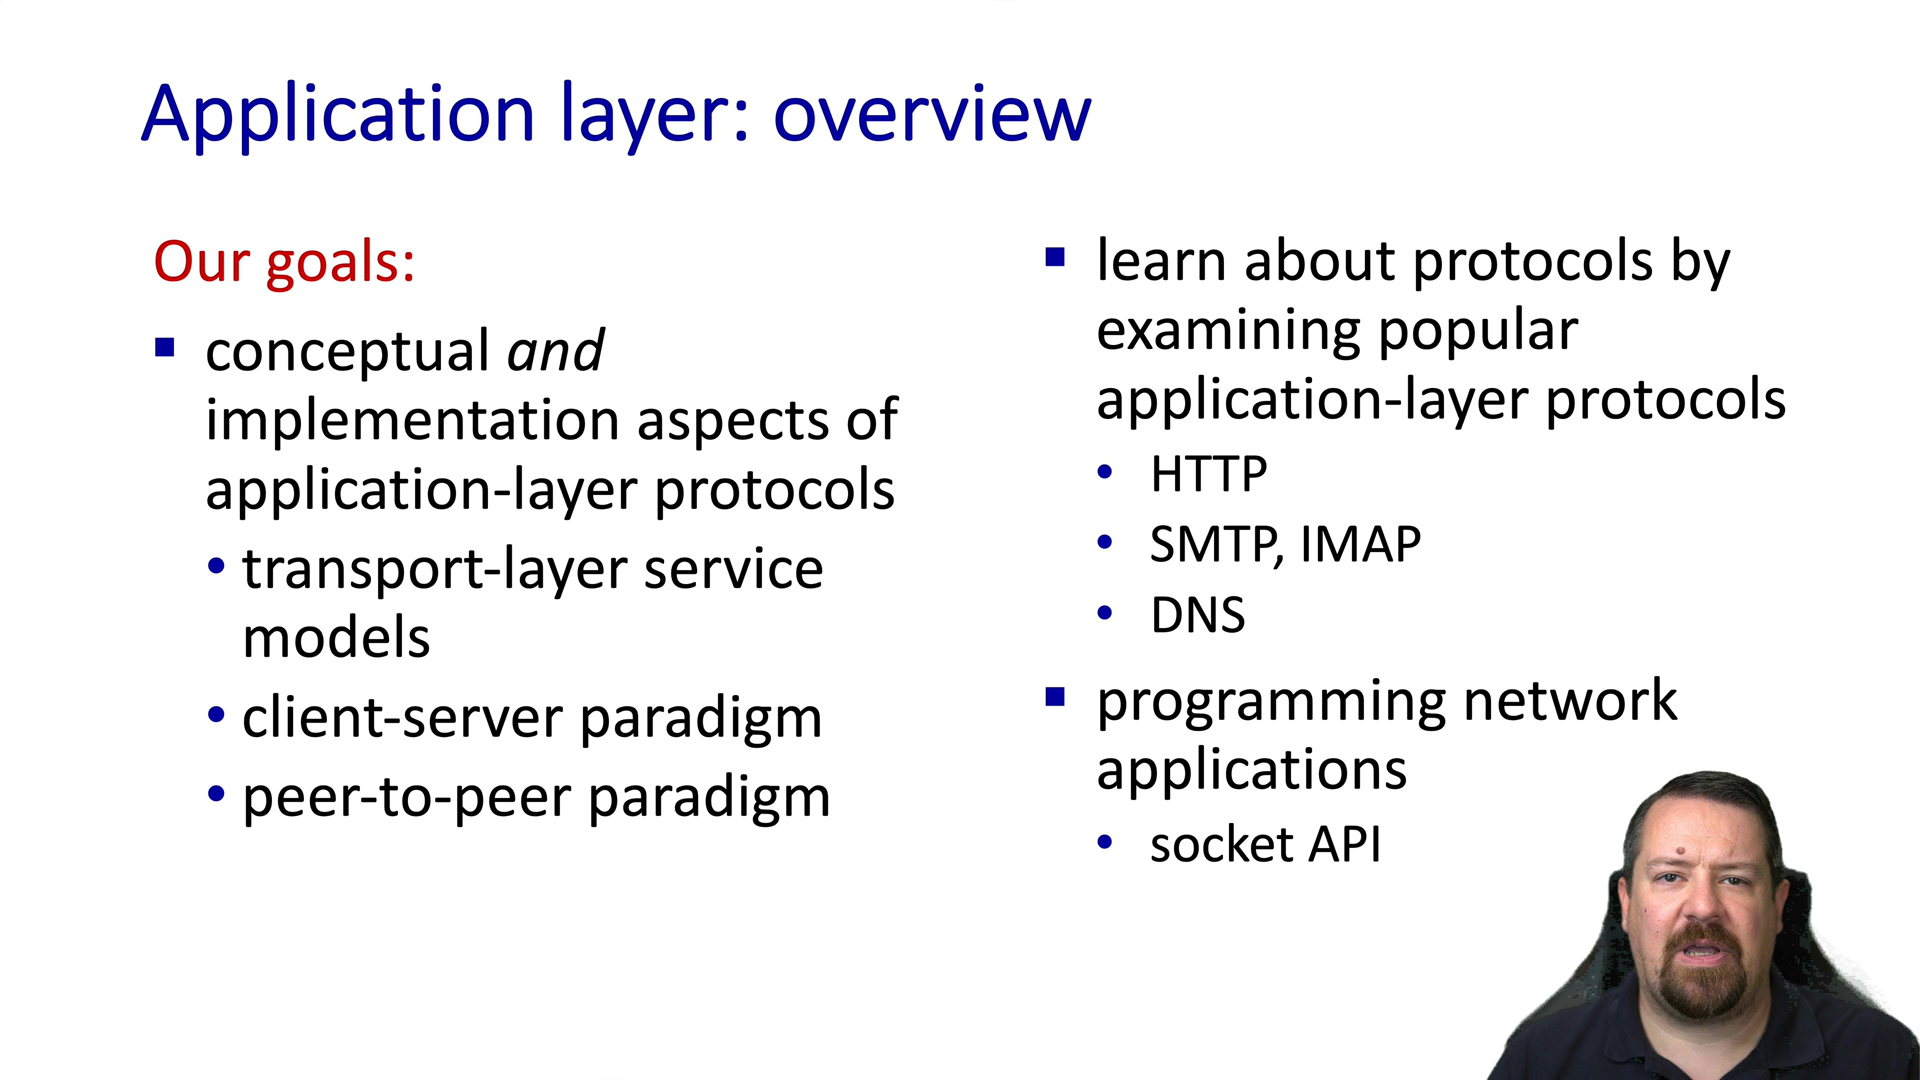 Application layer: overview
Our goals:
conceptual and
implementation aspects of
application-layer protocols
transport-layer service
models
client-server paradigm
peer-to-peer paradigm
learn about protocols by
examining popular
application-layer protocols
HTTP
SMTP, IMAP
DNS
programming network
applications
socket API